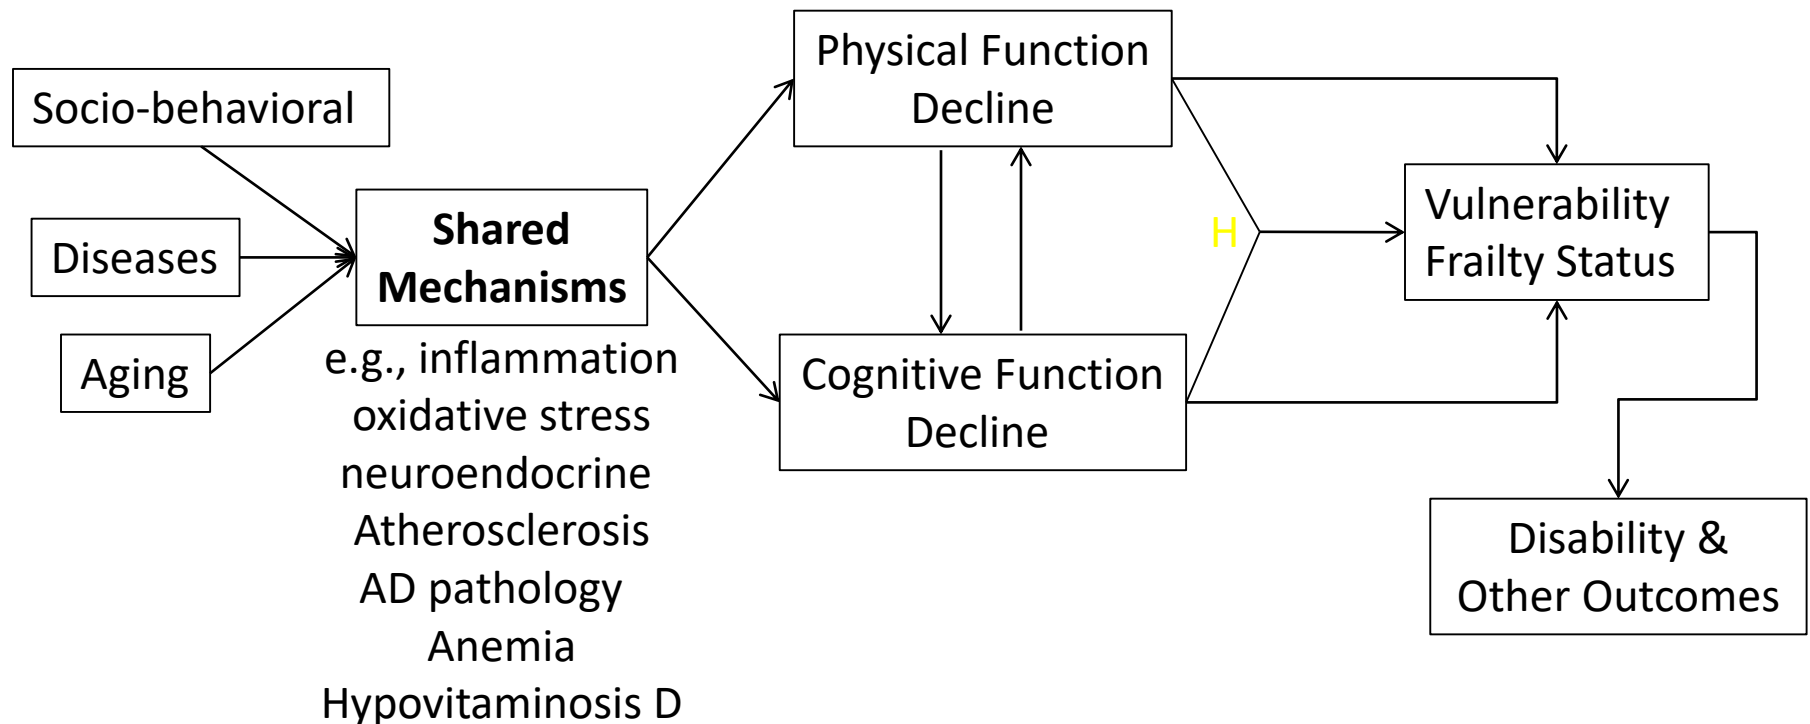 Socio-behavioral
Diseases
Aging
Shared
Mechanisms
e.g., inflammation
oxidative stress
neuroendocrine
Atherosclerosis
AD pathology
Anemia
Hypovitaminosis D
Physical Function
Decline
Cognitive Function
Decline
H
Vulnerability
Frailty Status
Disability &
Other Outcomes